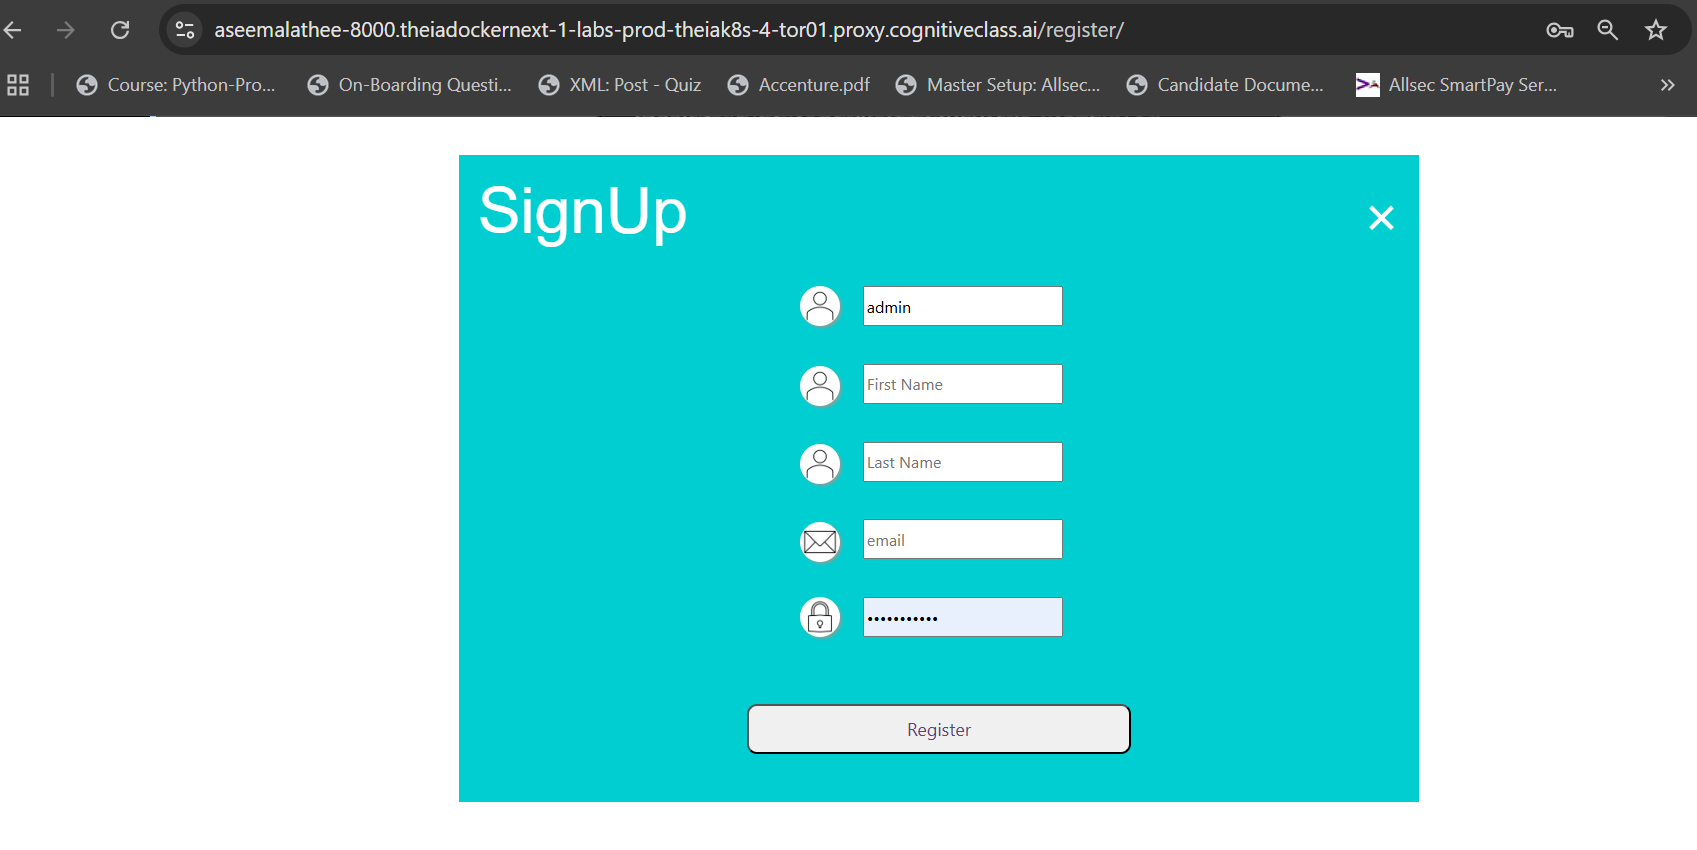 aseemalathee-8000.theiadockernext-1-labs-prod-theiak8s-4-tor01.proxy.cognitiveclass.ai/register/
Course: Python-Pro... On-Boarding Questi... XML: Post - Quiz Accenture.pdf Master Setup: Allsec... Candidate Docume... Allsec SmartPay Ser...
SignUp
admin
First Name
Last Name
email
•••••••••••
Register